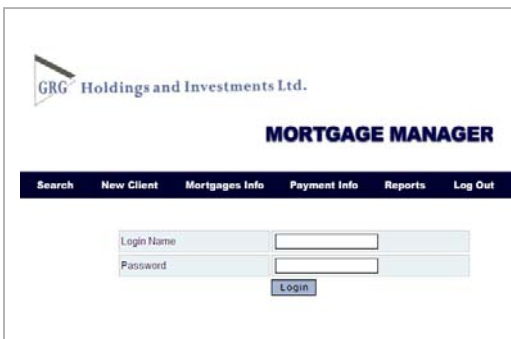 GRG Holdings and Investments Ltd.
MORTGAGE MANAGER
Search New Client Mortgages Info Payment Info Reports Log Out
Login Name
Password
Login